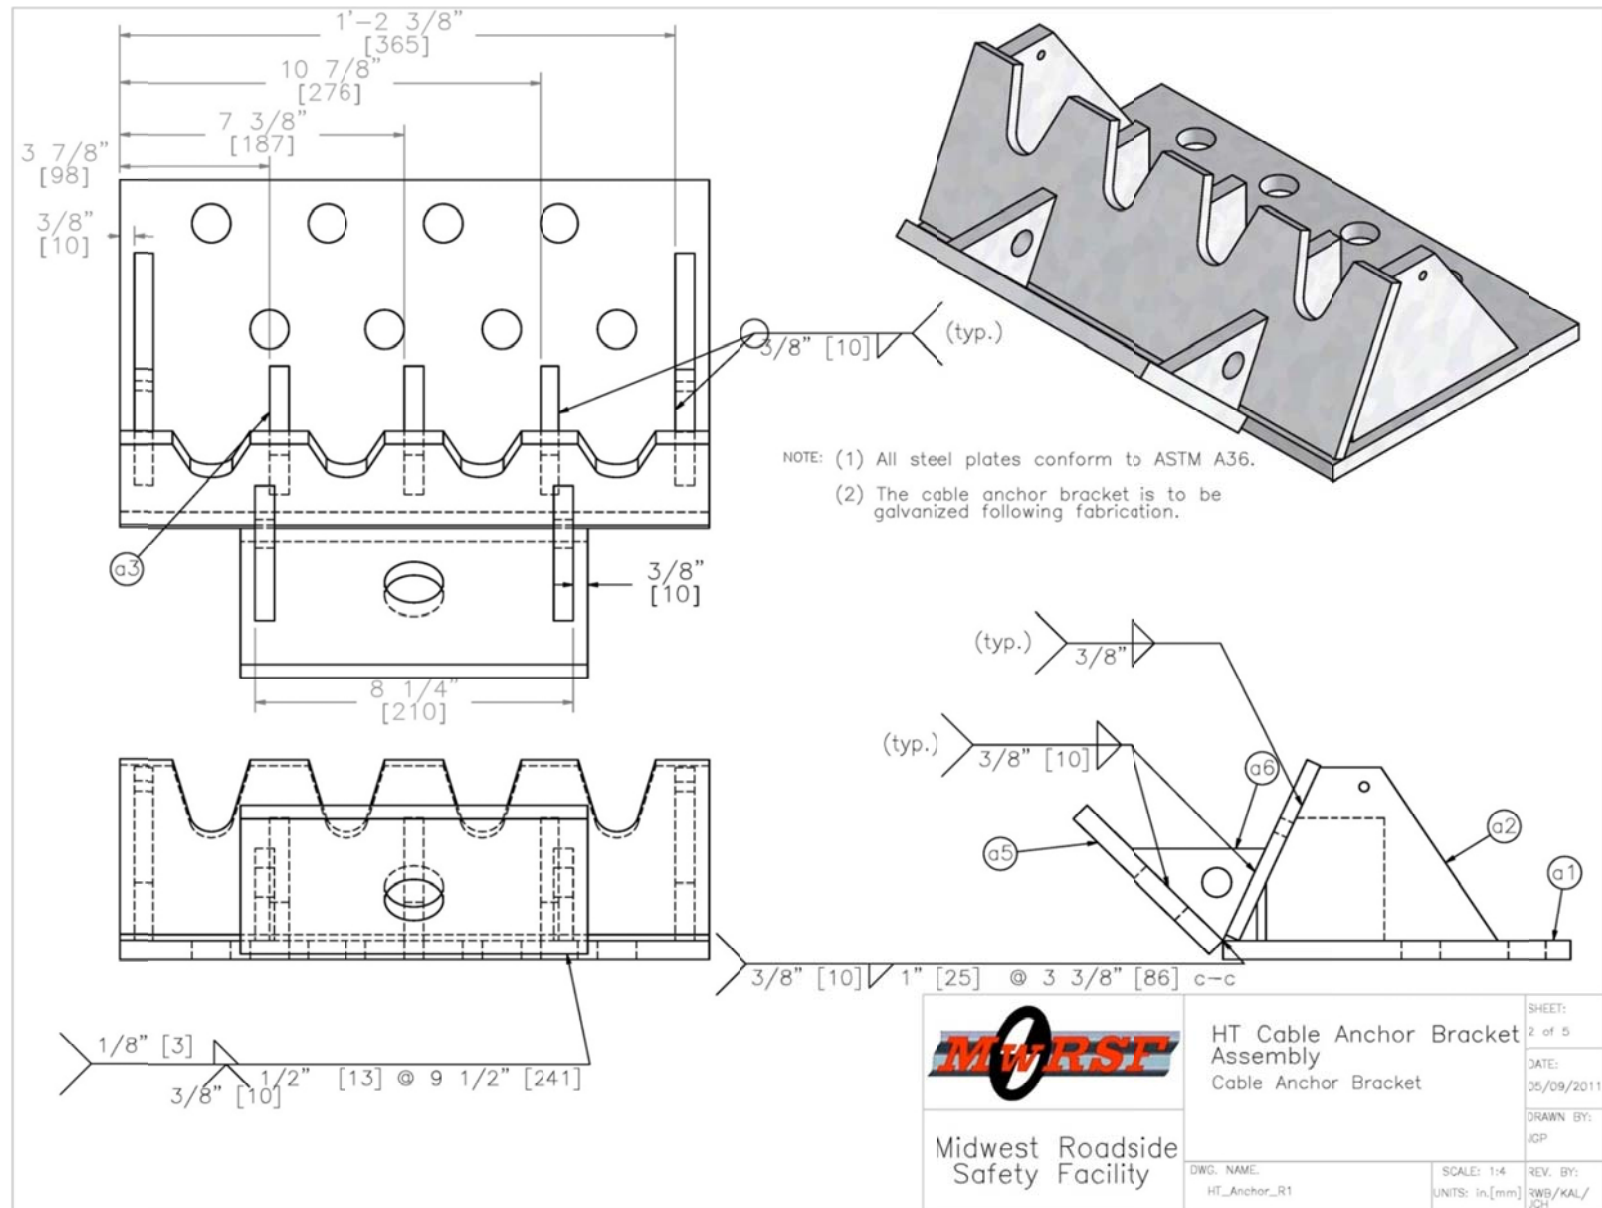 1'-2 3/8"
[365]
10 7/8"
[276]
7 3/8"
[187]
3 7/8"
[98]
3/8"
[10]
3/8" [10]
(typ.)
NOTE: (1) All steel plates conform to ASTM A36.
(2) The cable anchor bracket is to be
galvanized following fabrication.
a3
3/8"
[10]
8 1/4"
[210]
(typ.)
3/8"
(typ.)
3/8" [10]
a6
a5
a2
a1
3/8" [10] 1" [25] @ 3 3/8" [86] c-c
1/8" [3]
1/2" [13] @ 9 1/2" [241]
3/8" [10]
MwRSF
Midwest Roadside
Safety Facility
HT Cable Anchor Bracket
Assembly
Cable Anchor Bracket
SHEET:
2 of 5
DATE:
05/09/2011
DRAWN BY:
JGP
DWG. NAME.
HT_Anchor_R1
SCALE: 1:4
UNITS: in.[mm]
REV. BY:
RWB/KAL/
JCH